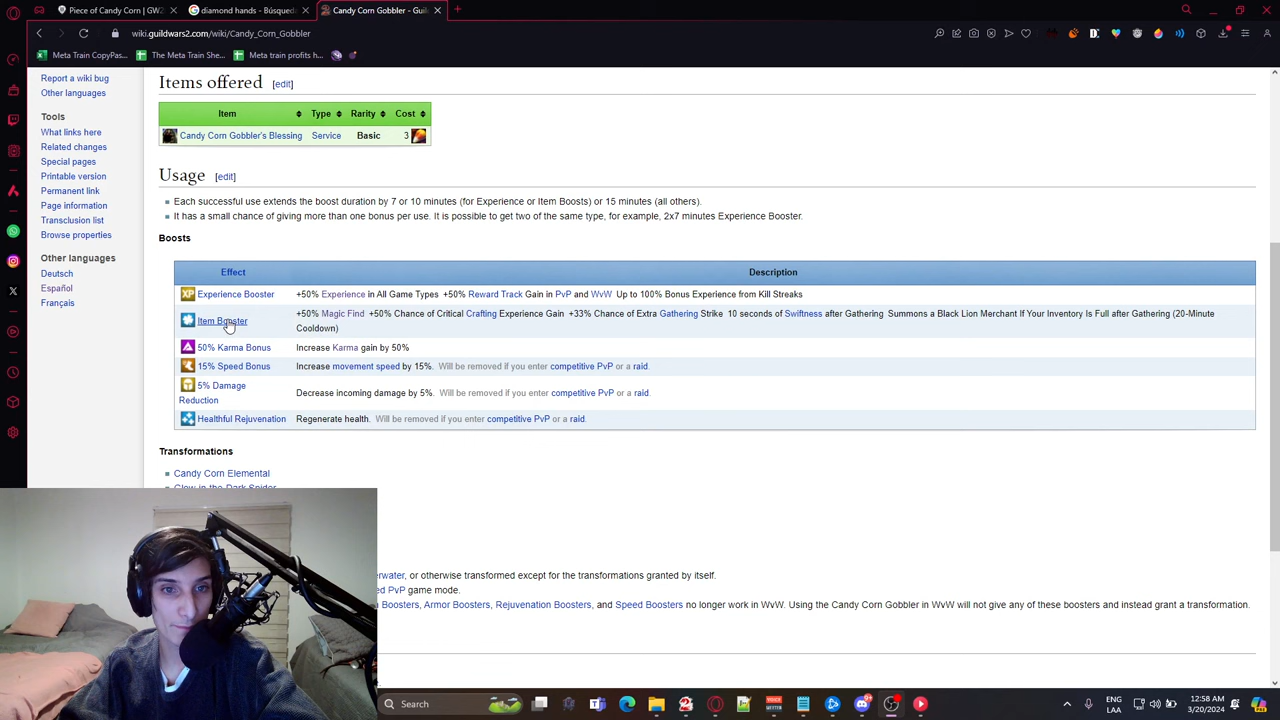 Piece of Candy Corn | GW2
diamond hands - Búsqueda
Candy Corn Gobbler - Guil
wiki.guildwars2.com/wiki/Candy_Corn_Gobbler
Meta Train CopyPas...
The Meta Train She...
Meta train profits h...
Report a wiki bug
Other languages
Tools
What links here
Related changes
Special pages
Printable version
Permanent link
Page information
Transclusion list
Browse properties
Other languages
Deutsch
Español
Français
Items offered [edit]
Item Type Rarity Cost
Candy Corn Gobbler's Blessing Service Basic 3
Usage [edit]
Each successful use extends the boost duration by 7 or 10 minutes (for Experience or Item Boosts) or 15 minutes (all others).
It has a small chance of giving more than one bonus per use. It is possible to get two of the same type, for example, 2x7 minutes Experience Booster.
Boosts
Effect Description
XP Experience Booster +50% Experience in All Game Types +50% Reward Track Gain in PvP and WvW Up to 100% Bonus Experience from Kill Streaks
Item Booster +50% Magic Find +50% Chance of Critical Crafting Experience Gain +33% Chance of Extra Gathering Strike 10 seconds of Swiftness after Gathering Summons a Black Lion Merchant If Your Inventory Is Full after Gathering (20-Minute
Cooldown)
50% Karma Bonus Increase Karma gain by 50%
15% Speed Bonus Increase movement speed by 15%. Will be removed if you enter competitive PvP or a raid.
5% Damage
Reduction Decrease incoming damage by 5%. Will be removed if you enter competitive PvP or a raid.
Healthful Rejuvenation Regenerate health. Will be removed if you enter competitive PvP or a raid.
Transformations
Candy Corn Elemental
Glow-in-the-Dark Spider
erwater, or otherwise transformed except for the transformations granted by itself.
ed PvP game mode.
n Boosters, Armor Boosters, Rejuvenation Boosters, and Speed Boosters no longer work in WvW. Using the Candy Corn Gobbler in WvW will not give any of these boosters and instead grant a transformation.
Search
ENG
LAA
12:58 AM
3/20/2024